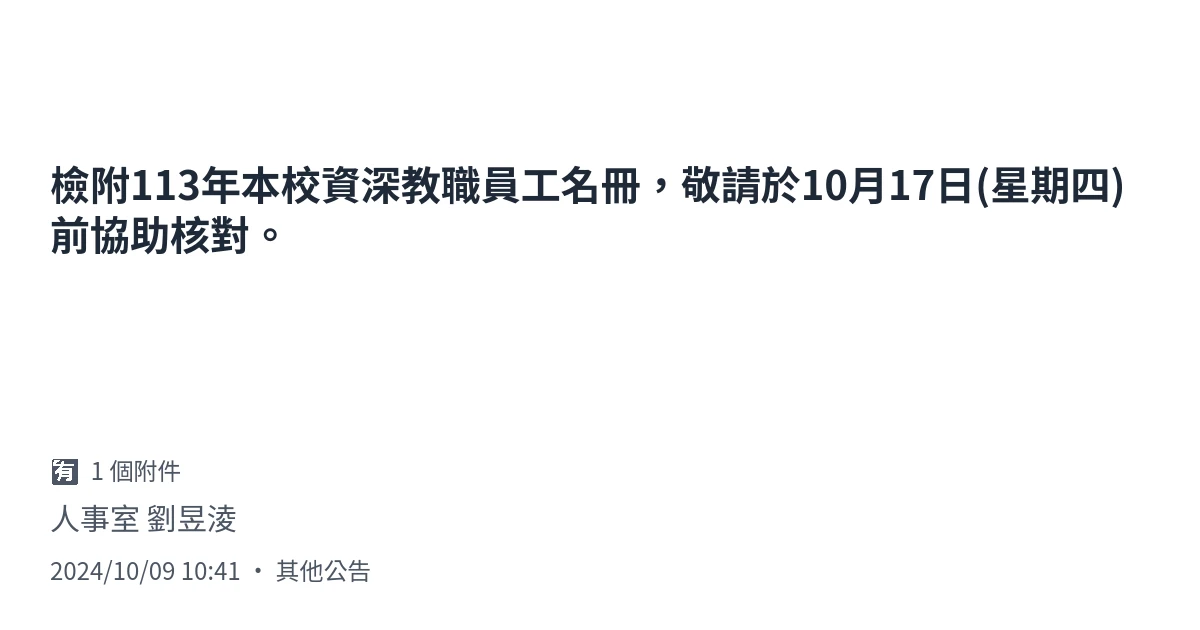 檢附113年本校資深教職員工名冊，敬請於10月17日(星期四)
前協助核對。
🈶 1 個附件
人事室 劉昱淩
2024/10/09 10:41 • 其他公告